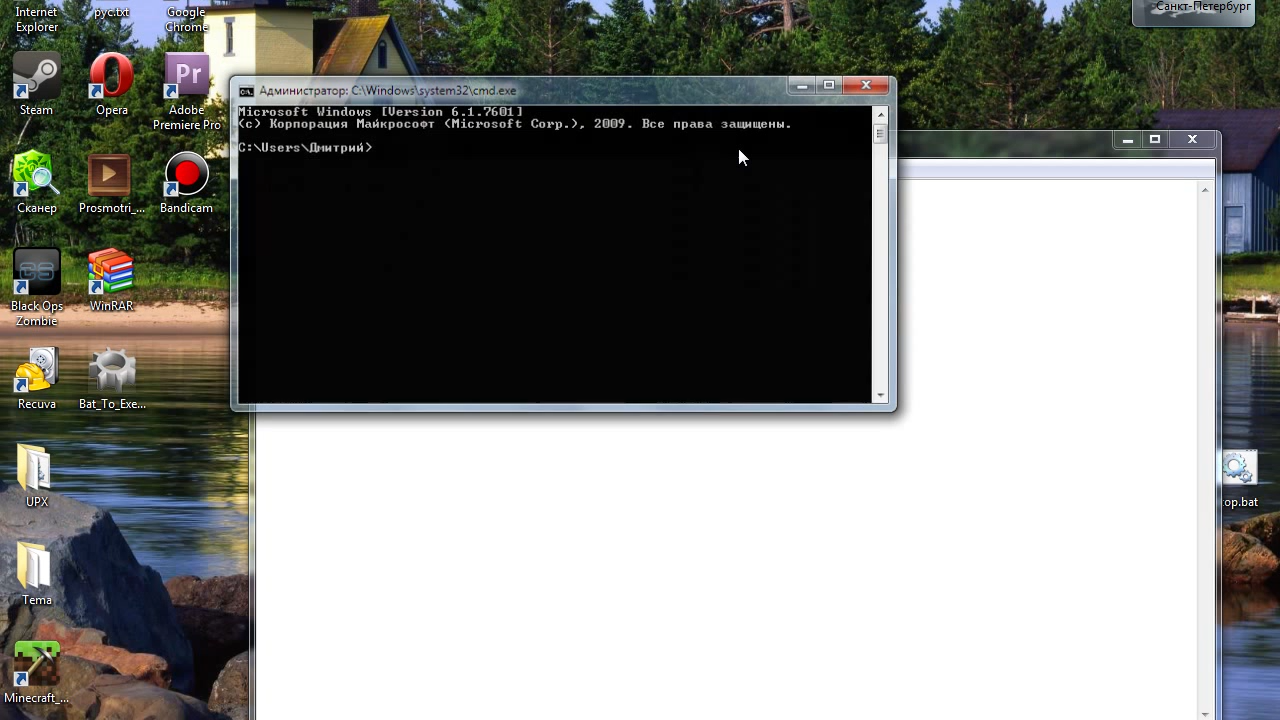 Internet
Explorer
рус.txt
Google
Chrome
Санкт-Петербург
Steam
Opera
Pr
Adobe
Premiere Pro
Администратор: C:\Windows\system32\cmd.exe
Microsoft Windows [Version 6.1.7601]
(c) Корпорация Майкрософт (Microsoft Corp.), 2009. Все права защищены.
C:\Users\Дмитрий>
Сканер
Prosmotri_...
Bandicam
Black Ops
Zombie
WinRAR
Recuva
Bat_To_Exe...
UPX
op.bat
Tema
Minecraft_...